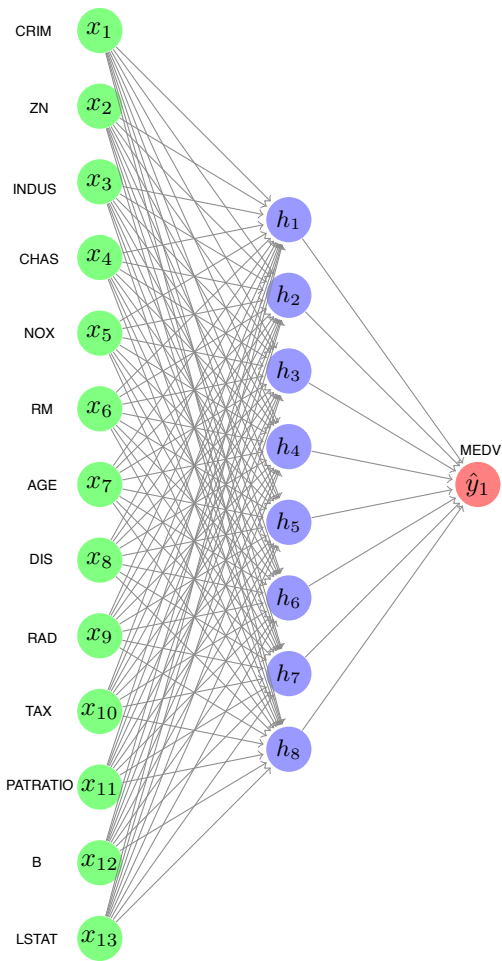 CRIM x₁
ZN x₂
INDUS x₃
h₁
CHAS x₄
h₂
NOX x₅
h₃
RM x₆
h₄
MEDV
AGE x₇
ŷ₁
h₅
DIS x₈
h₆
RAD x₉
h₇
TAX x₁₀
h₈
PATRATIO x₁₁
B x₁₂
LSTAT x₁₃